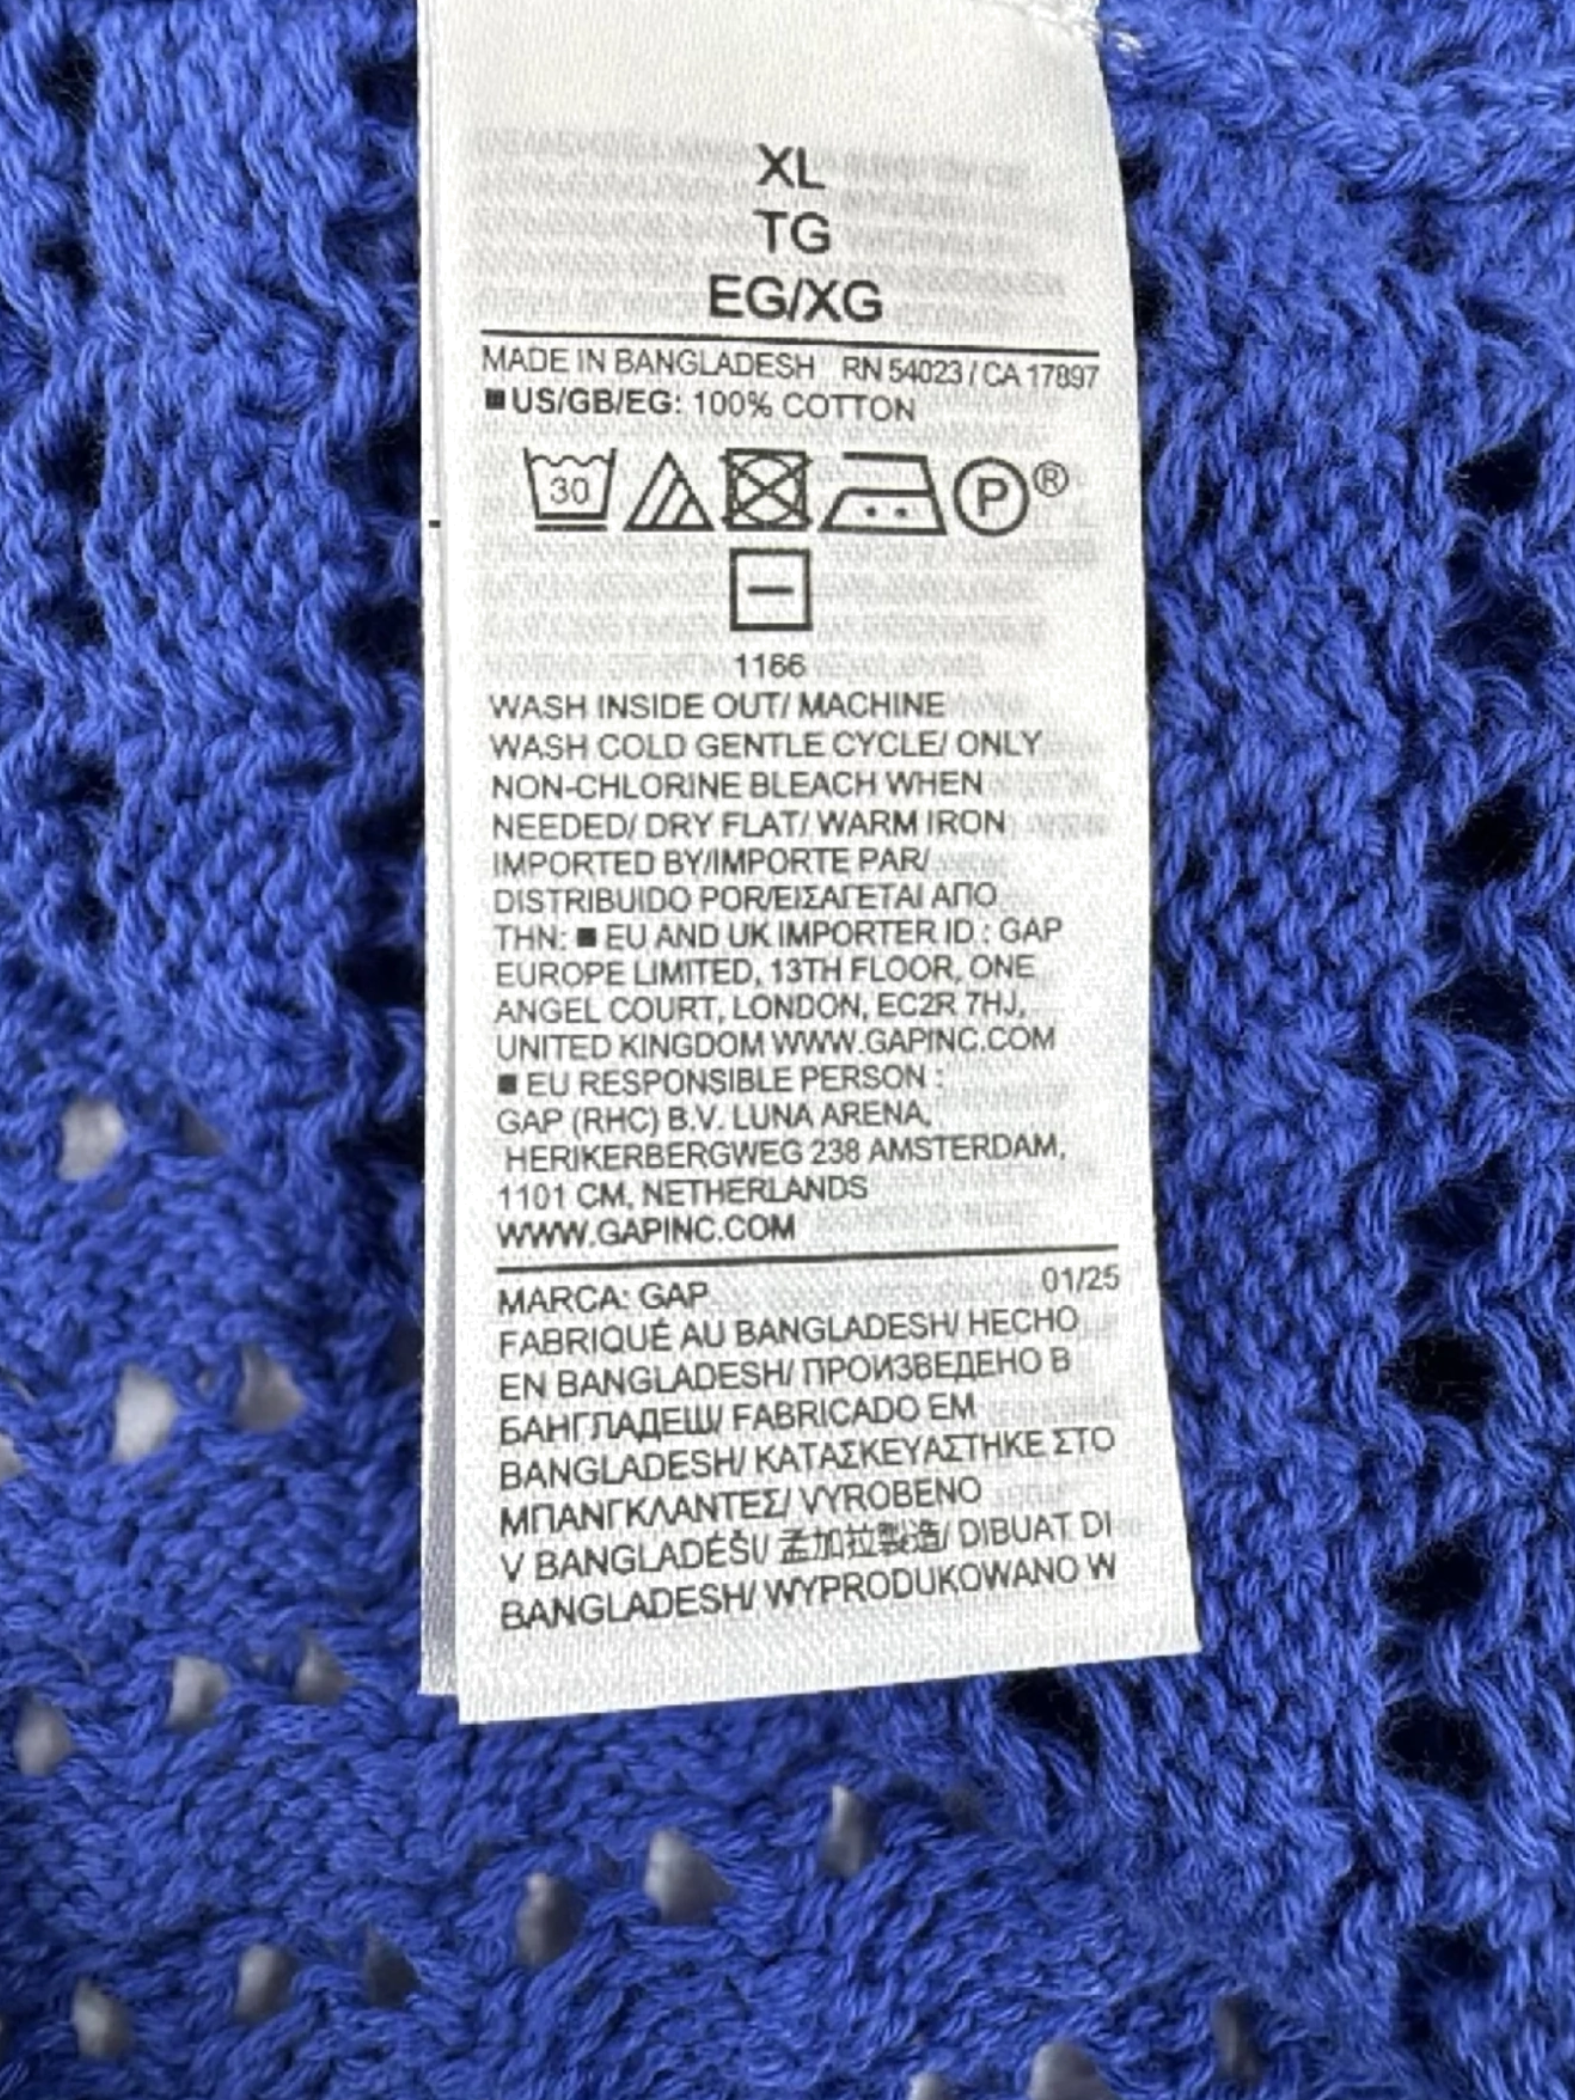 XL
TG
EG/XG
MADE IN BANGLADESH RN 54023 / CA 17897
■ US/GB/EG: 100% COTTON
30 P ®
1166
WASH INSIDE OUT/ MACHINE
WASH COLD GENTLE CYCLE/ ONLY
NON-CHLORINE BLEACH WHEN
NEEDED/ DRY FLAT/ WARM IRON
IMPORTED BY/IMPORTE PAR/
DISTRIBUIDO POR/ΕΙΣΑΓΕΤΑΙ ΑΠΟ
THN: ■ EU AND UK IMPORTER ID : GAP
EUROPE LIMITED, 13TH FLOOR, ONE
ANGEL COURT, LONDON, EC2R 7HJ,
UNITED KINGDOM WWW.GAPINC.COM
■ EU RESPONSIBLE PERSON :
GAP (RHC) B.V. LUNA ARENA,
HERIKERBERGWEG 238 AMSTERDAM,
1101 CM, NETHERLANDS
WWW.GAPINC.COM
MARCA: GAP 01/25
FABRIQUÉ AU BANGLADESH/ HECHO
EN BANGLADESH/ ПРОИЗВЕДЕНО В
БАНГЛАДЕШ/ FABRICADO EM
BANGLADESH/ ΚΑΤΑΣΚΕΥΑΣΤΗΚΕ ΣΤΟ
ΜΠΑΝΓΚΛΑΝΤΕΣ/ VYROBENO
V BANGLADÉŠI/ 孟加拉製造/ DIBUAT DI
BANGLADESH/ WYPRODUKOWANO W